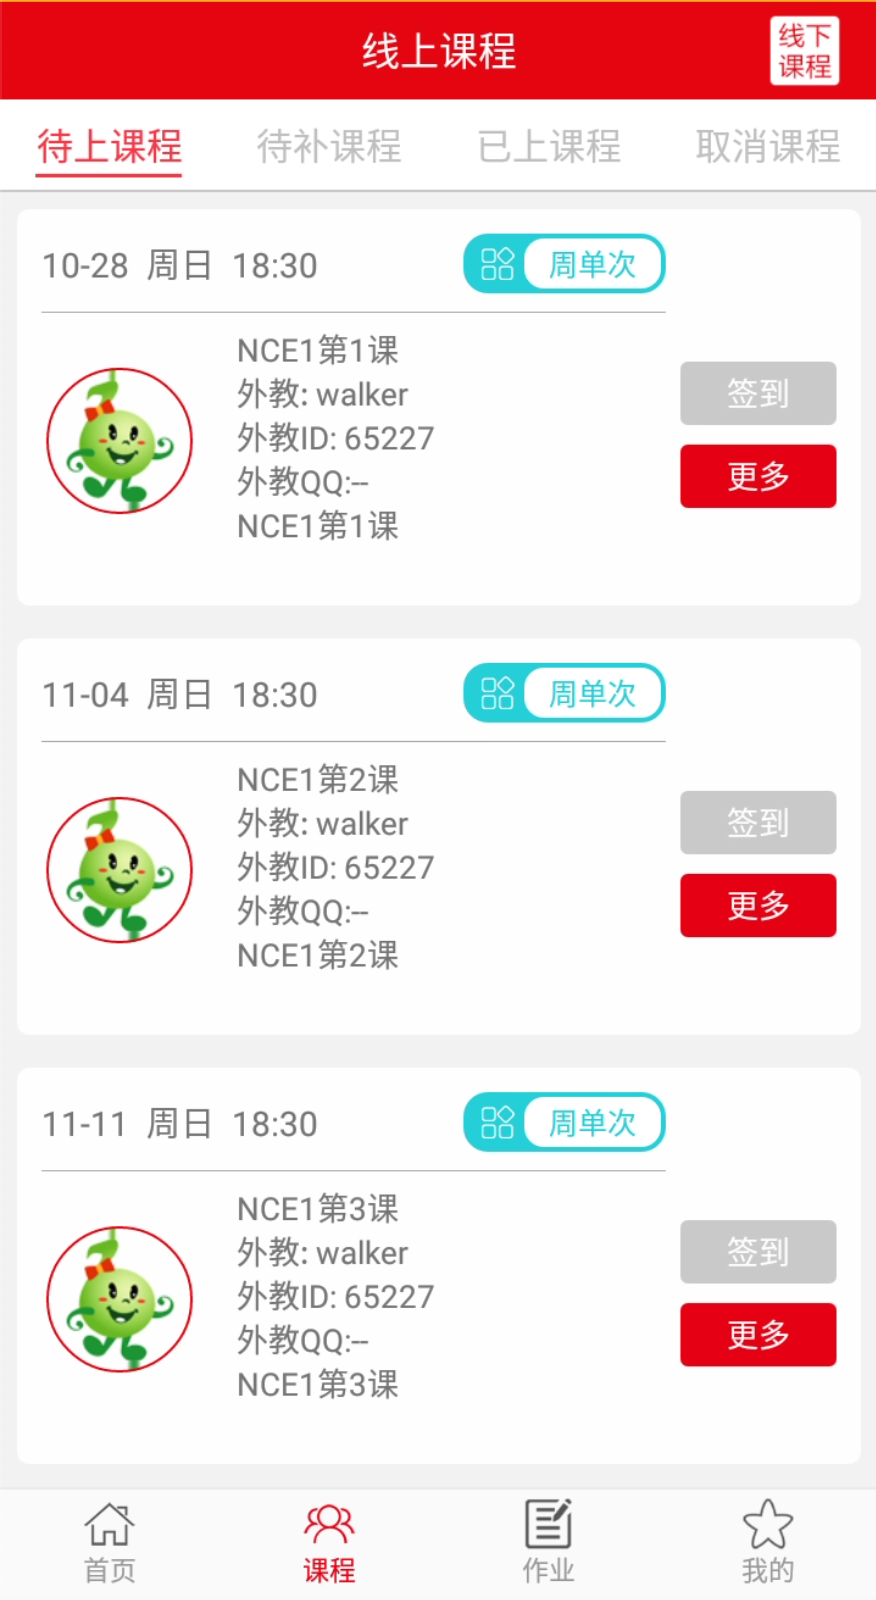 线上课程
线下
课程
待上课程 待补课程 已上课程 取消课程
10-28 周日 18:30 周单次
NCE1第1课
外教: walker
外教ID: 65227
外教QQ:--
NCE1第1课
签到
更多
11-04 周日 18:30 周单次
NCE1第2课
外教: walker
外教ID: 65227
外教QQ:--
NCE1第2课
签到
更多
11-11 周日 18:30 周单次
NCE1第3课
外教: walker
外教ID: 65227
外教QQ:--
NCE1第3课
签到
更多
首页 课程 作业 我的